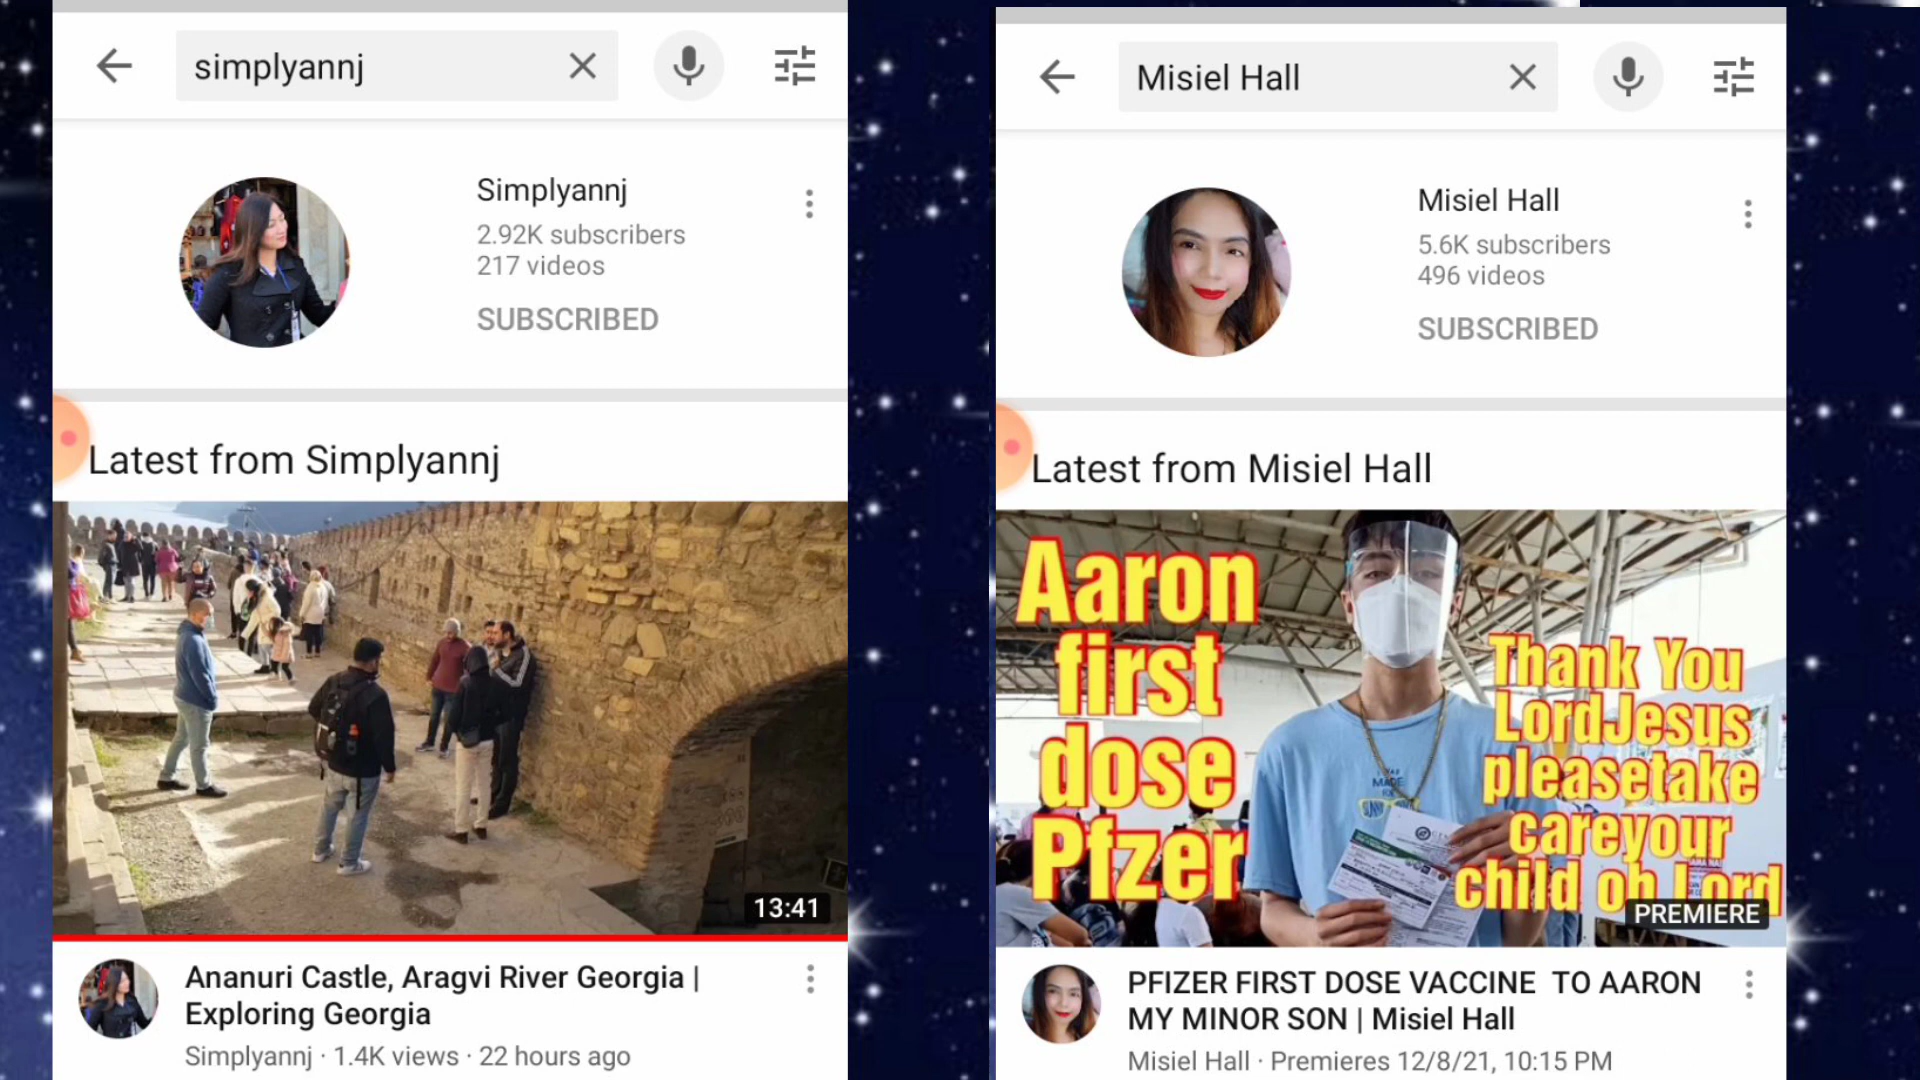 simplyannj
Simplyannj
2.92K subscribers
217 videos
SUBSCRIBED
Latest from Simplyannj
13:41
Ananuri Castle, Aragvi River Georgia |
Exploring Georgia
Simplyannj · 1.4K views · 22 hours ago
Misiel Hall
Misiel Hall
5.6K subscribers
496 videos
SUBSCRIBED
Latest from Misiel Hall
Aaron
first
dose
Pfzer
Thank You
LordJesus
pleasetake
careyour
child oh Lord
MADE
FOR
PREMIERE
PFIZER FIRST DOSE VACCINE TO AARON
MY MINOR SON | Misiel Hall
Misiel Hall · Premieres 12/8/21, 10:15 PM